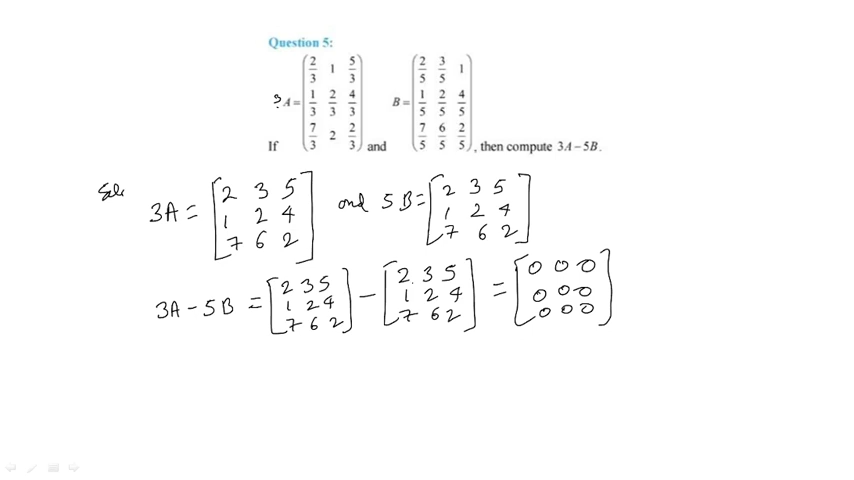 Question 5:
If A = (2/3 1 5/3; 1/3 2/3 4/3; 7/3 2 2/3) and B = (2/5 3/5 1; 1/5 2/5 4/5; 7/5 6/5 2/5), then compute 3A – 5B.
3A = [2 3 5; 1 2 4; 7 6 2] and 5B = [2 3 5; 1 2 4; 7 6 2]
3A - 5B = [2 3 5; 1 2 4; 7 6 2] - [2 3 5; 1 2 4; 7 6 2] = [0 0 0; 0 0 0; 0 0 0]